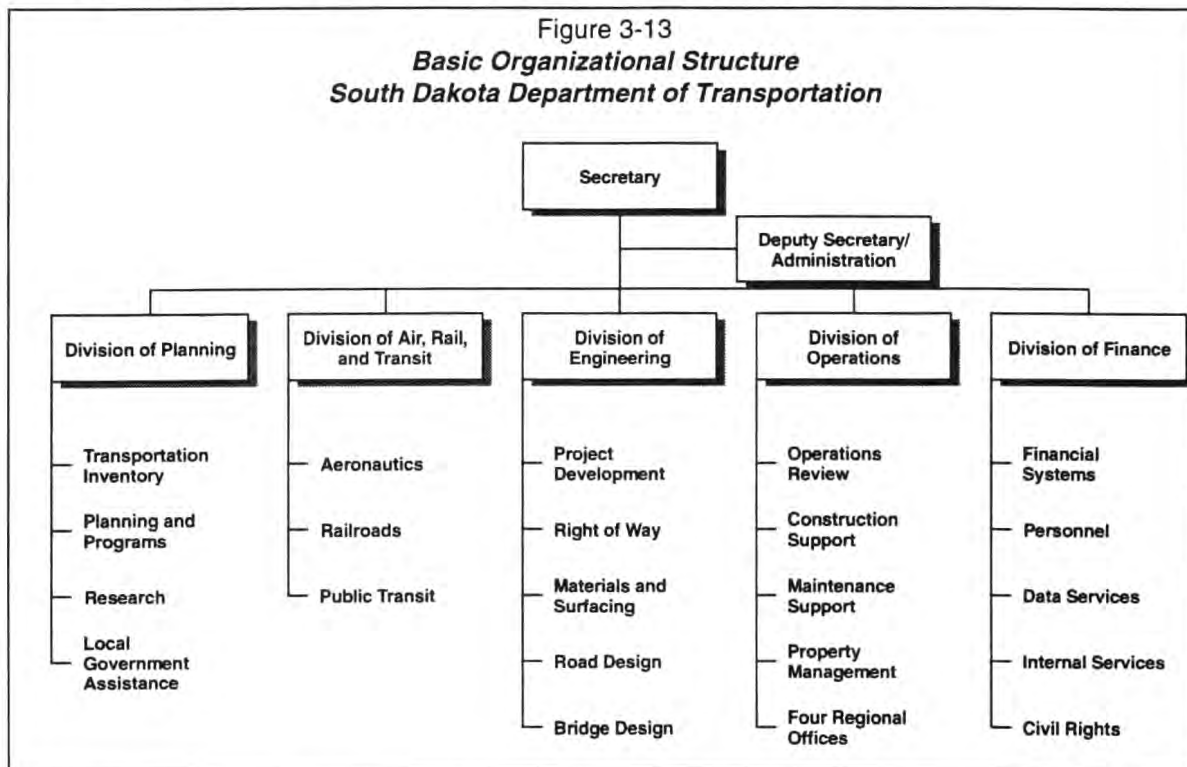 Figure 3-13
Basic Organizational Structure
South Dakota Department of Transportation
Secretary
Deputy Secretary/
Administration
Division of Planning
Division of Air, Rail,
and Transit
Division of
Engineering
Division of
Operations
Division of Finance
Transportation
Inventory
Planning and
Programs
Research
Local
Government
Assistance
Aeronautics
Railroads
Public Transit
Project
Development
Right of Way
Materials and
Surfacing
Road Design
Bridge Design
Operations
Review
Construction
Support
Maintenance
Support
Property
Management
Four Regional
Offices
Financial
Systems
Personnel
Data Services
Internal Services
Civil Rights